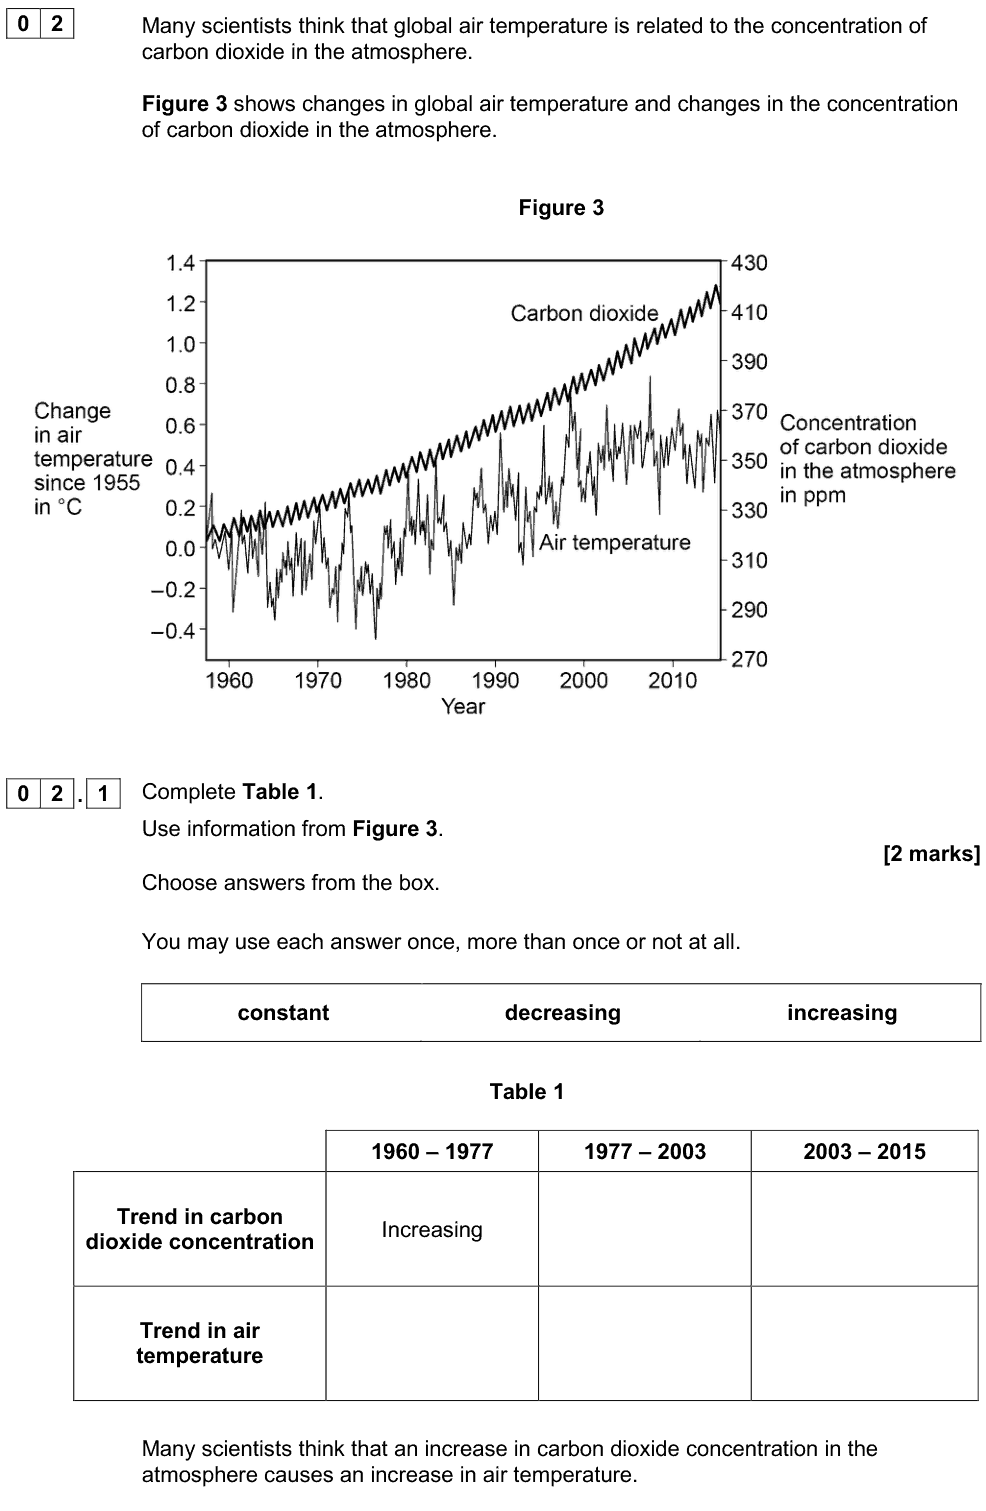 0 2
Many scientists think that global air temperature is related to the concentration of
carbon dioxide in the atmosphere.
Figure 3 shows changes in global air temperature and changes in the concentration
of carbon dioxide in the atmosphere.
Figure 3
1.4
1.2
1.0
0.8
0.6
0.4
0.2
0.0
−0.2
−0.4
Change
in air
temperature
since 1955
in °C
Carbon dioxide
Air temperature
430
410
390
370
350
330
310
290
270
Concentration
of carbon dioxide
in the atmosphere
in ppm
1960 1970 1980 1990 2000 2010
Year
0 2 . 1
Complete Table 1.
Use information from Figure 3.
[2 marks]
Choose answers from the box.
You may use each answer once, more than once or not at all.
constant decreasing increasing
Table 1
1960 – 1977 1977 – 2003 2003 – 2015
Trend in carbon
dioxide concentration
Increasing
Trend in air
temperature
Many scientists think that an increase in carbon dioxide concentration in the
atmosphere causes an increase in air temperature.